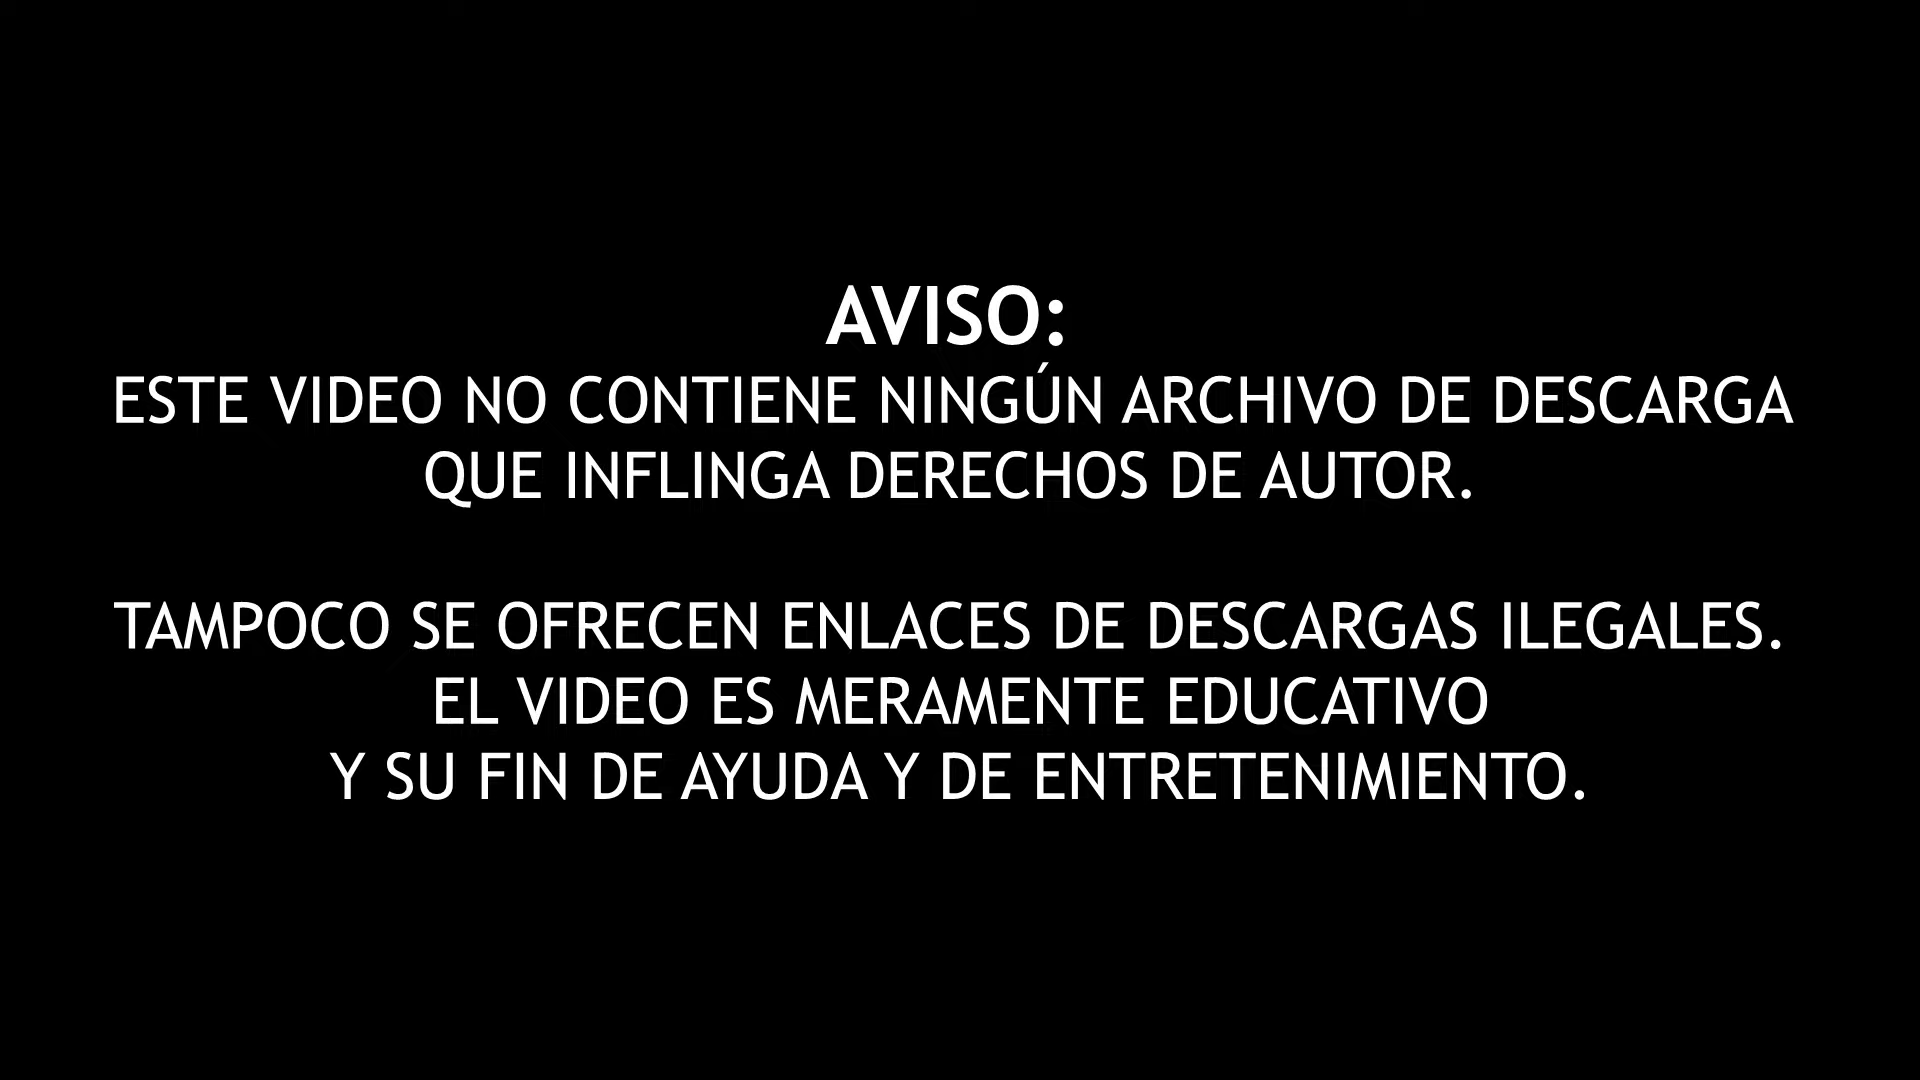 AVISO:
ESTE VIDEO NO CONTIENE NINGÚN ARCHIVO DE DESCARGA
QUE INFLINGA DERECHOS DE AUTOR.
TAMPOCO SE OFRECEN ENLACES DE DESCARGAS ILEGALES.
EL VIDEO ES MERAMENTE EDUCATIVO
Y SU FIN DE AYUDA Y DE ENTRETENIMIENTO.